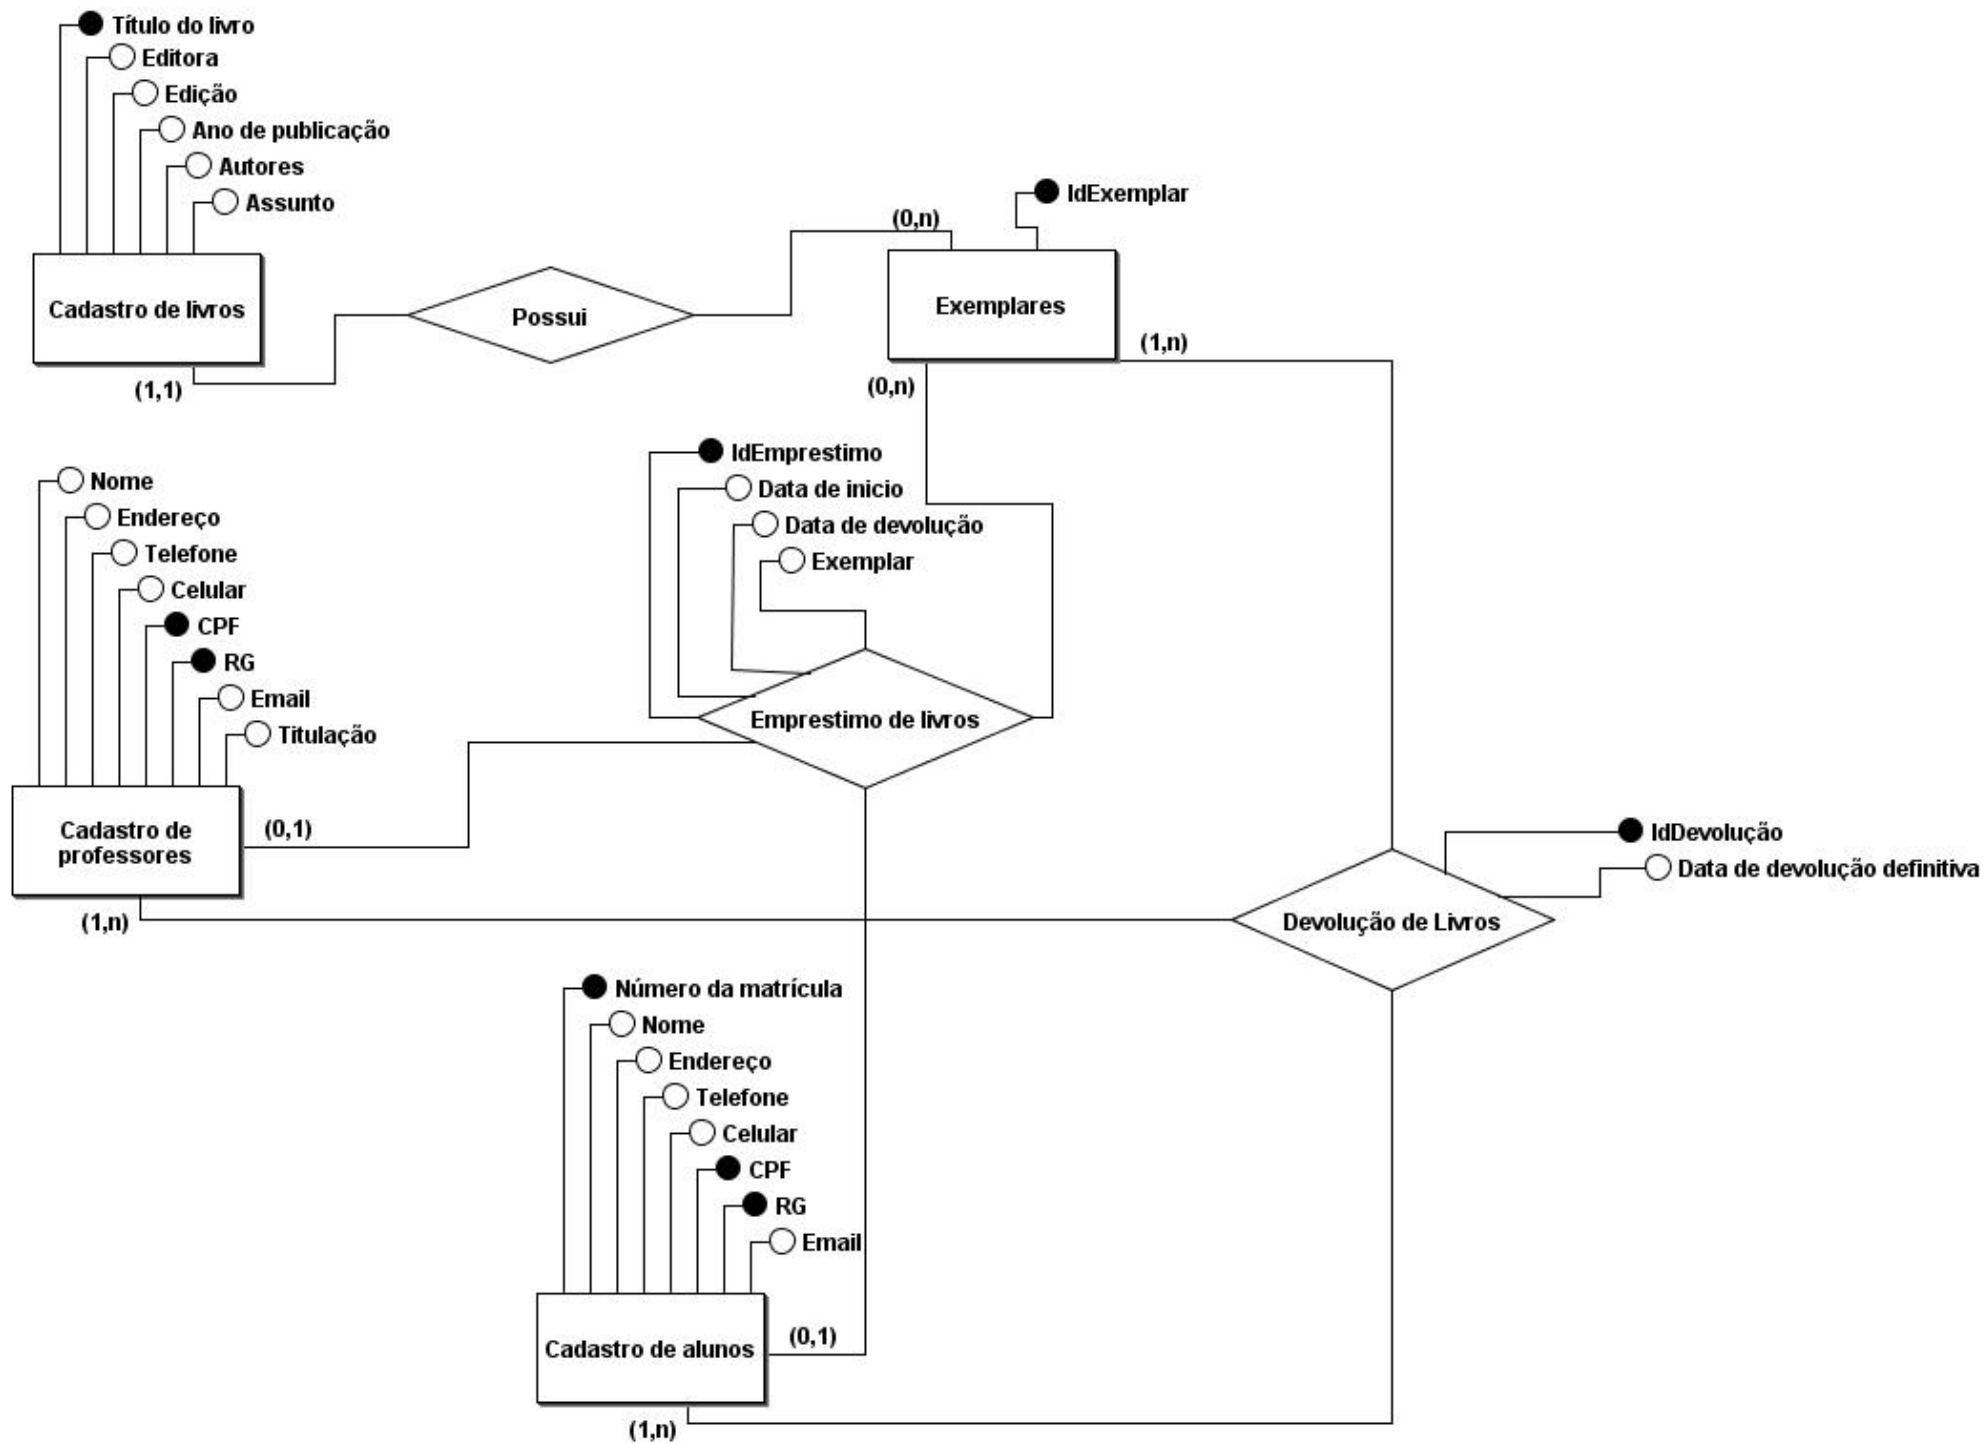 Título do livro
Editora
Edição
Ano de publicação
Autores
Assunto
Cadastro de livros
(1,1)
Possui
(0,n)
IdExemplar
Exemplares
(1,n)
(0,n)
IdEmprestimo
Data de inicio
Data de devolução
Exemplar
Emprestimo de livros
Nome
Endereço
Telefone
Celular
CPF
RG
Email
Titulação
Cadastro de
professores
(0,1)
(1,n)
IdDevolução
Data de devolução definitiva
Devolução de Livros
Número da matrícula
Nome
Endereço
Telefone
Celular
CPF
RG
Email
Cadastro de alunos
(0,1)
(1,n)